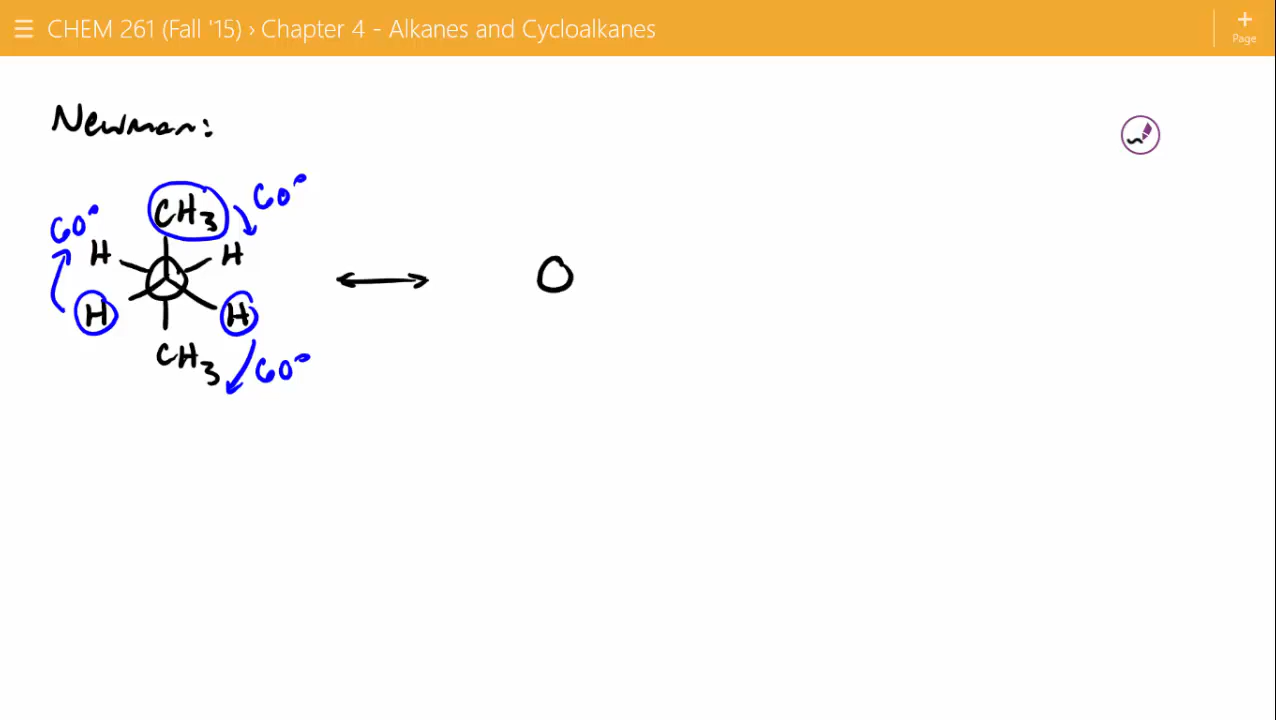 CHEM 261 (Fall '15) › Chapter 4 - Alkanes and Cycloalkanes
Page
Newman:
60°
CH3
60°
H
H
H
H
CH3
60°